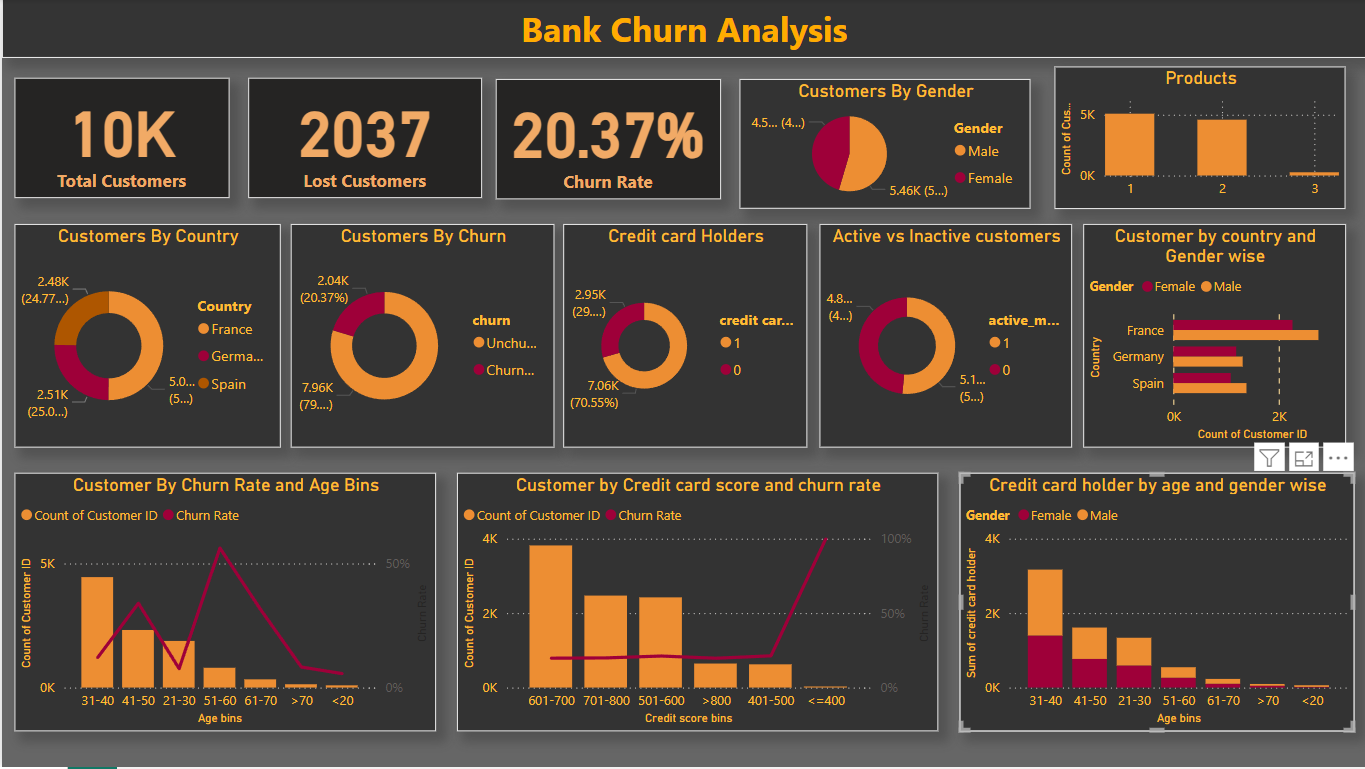 Bank Churn Analysis
10K
Total Customers
2037
Lost Customers
20.37%
Churn Rate
Customers By Gender
4.5... (4...)
5.46K (5...)
Gender
Male
Female
Products
Count of Cus...
5K
0K
1 2 3
Customers By Country
2.48K
(24.77...)
2.51K
(25.0...)
5.0...
(5...)
Country
France
Germa...
Spain
Customers By Churn
2.04K
(20.37%)
7.96K
(79....)
churn
Unchu...
Churn...
Credit card Holders
2.95K
(29....)
7.06K
(70.55%)
credit car...
1
0
Active vs Inactive customers
4.8...
(4...)
5.1...
(5...)
active_m...
1
0
Customer by country and
Gender wise
Gender Female Male
Country
France
Germany
Spain
0K 2K
Count of Customer ID
Customer By Churn Rate and Age Bins
Count of Customer ID Churn Rate
Count of Customer ID
5K
0K
50%
0%
Churn Rate
31-40 41-50 21-30 51-60 61-70 >70 <20
Age bins
Customer by Credit card score and churn rate
Count of Customer ID Churn Rate
Count of Customer ID
4K
2K
0K
100%
50%
0%
Churn Rate
601-700 701-800 501-600 >800 401-500 <=400
Credit score bins
Credit card holder by age and gender wise
Gender Female Male
Sum of credit card holder
4K
2K
0K
31-40 41-50 21-30 51-60 61-70 >70 <20
Age bins